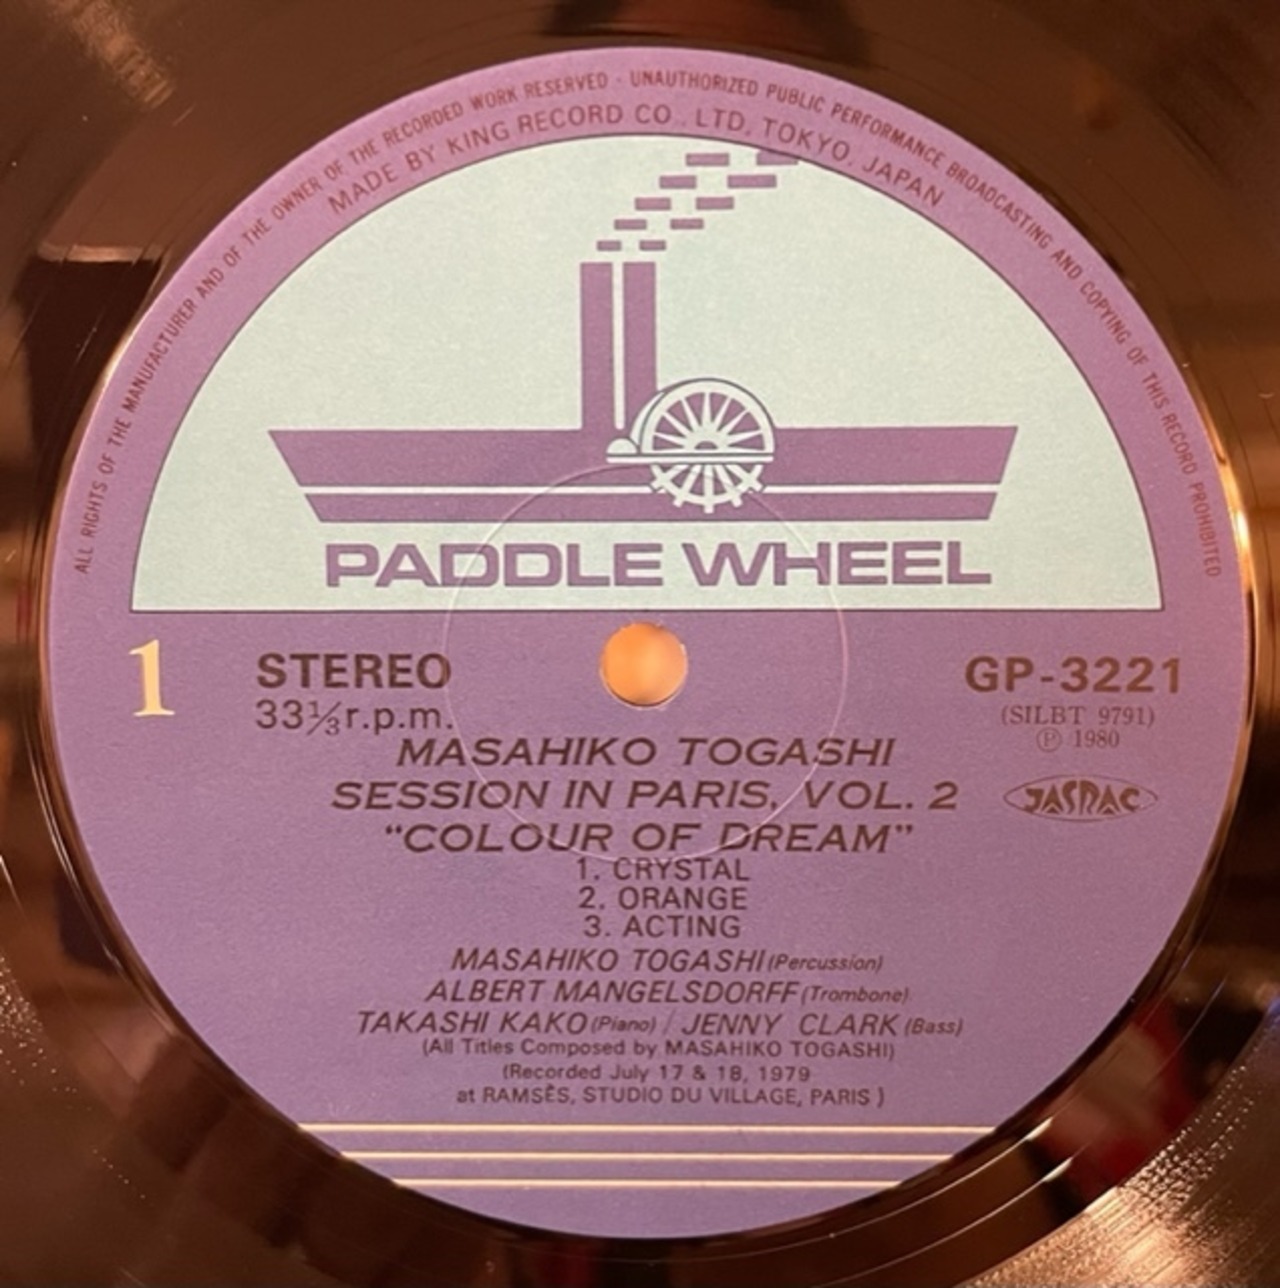 ALL RIGHTS OF THE MANUFACTURER AND OF THE OWNER OF THE RECORDED WORK RESERVED · UNAUTHORIZED PUBLIC PERFORMANCE BROADCASTING AND COPYING OF THIS RECORD PROHIBITED
MADE BY KING RECORD CO., LTD, TOKYO, JAPAN
PADDLE WHEEL
1 STEREO GP-3221
33⅓ r.p.m. (SILBT 9791)
Ⓟ 1980
MASAHIKO TOGASHI
SESSION IN PARIS, VOL. 2 JASRAC
“COLOUR OF DREAM”
1. CRYSTAL
2. ORANGE
3. ACTING
MASAHIKO TOGASHI (Percussion)
ALBERT MANGELSDORFF (Trombone)
TAKASHI KAKO (Piano) / JENNY CLARK (Bass)
(All Titles Composed by MASAHIKO TOGASHI)
(Recorded July 17 & 18, 1979
at RAMSÈS, STUDIO DU VILLAGE, PARIS)